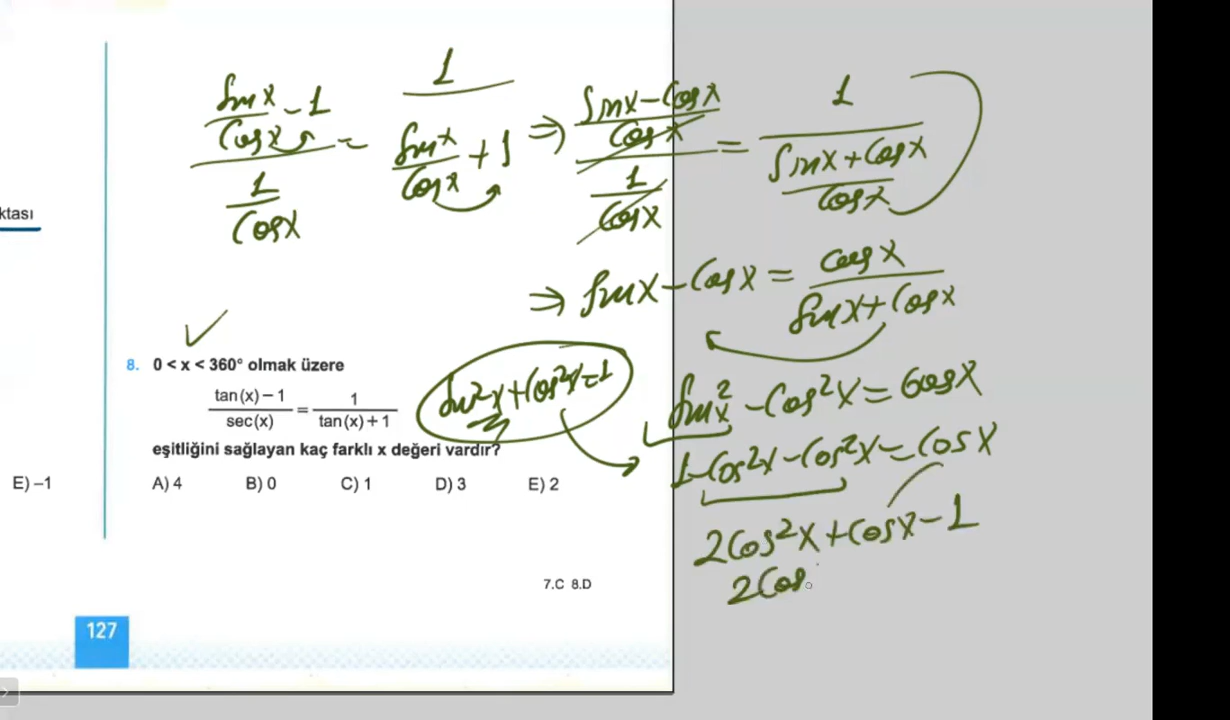 ktası
E) –1
sinx/cosx - 1 / 1/cosx = 1 / sinx/cosx + 1 ⇒ sinx - cosx/cosx / 1/cosx = 1 / sinx + cosx/cosx
⇒ sinx - cosx = cosx / sinx + cosx
8. 0 < x < 360° olmak üzere
tan(x) – 1 / sec(x) = 1 / tan(x) + 1
eşitliğini sağlayan kaç farklı x değeri vardır?
A) 4 B) 0 C) 1 D) 3 E) 2
sin²x + cos²x = 1
sin²x - cos²x = cosx
1 - cos²x - cos²x = cosx
2cos²x + cosx - 1
2cos
7.C 8.D
127